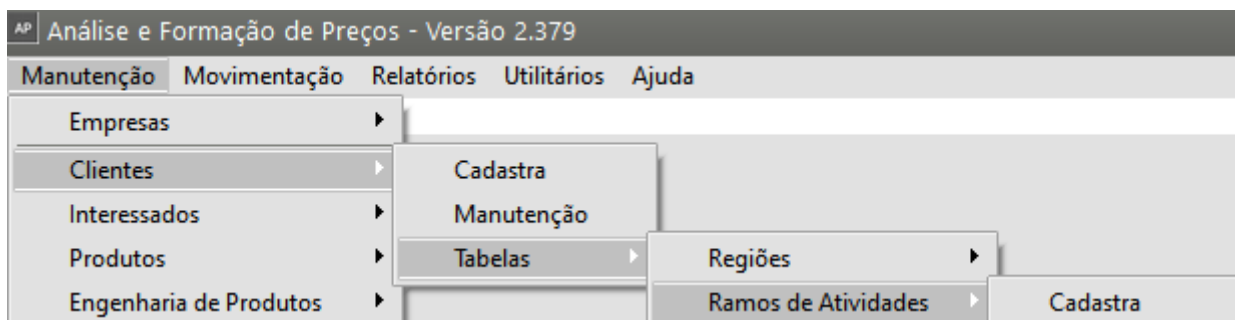 AP Análise e Formação de Preços - Versão 2.379
Manutenção Movimentação Relatórios Utilitários Ajuda
Empresas
Clientes Cadastra
Interessados Manutenção
Produtos Tabelas Regiões
Engenharia de Produtos Ramos de Atividades Cadastra